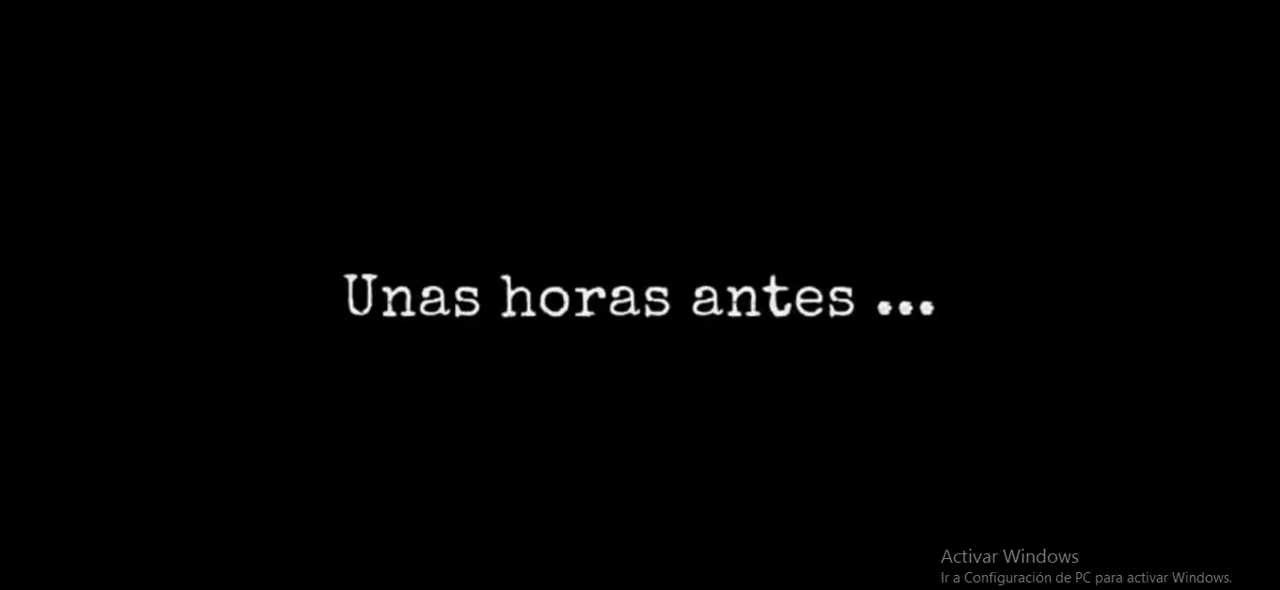 Unas horas antes ...
Activar Windows
Ir a Configuración de PC para activar Windows.